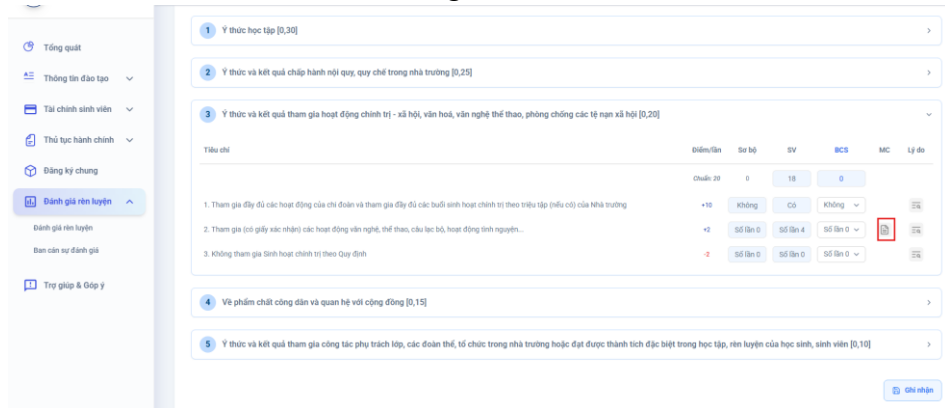 1 Ý thức học tập [0,30]
Tổng quát
2 Ý thức và kết quả chấp hành nội quy, quy chế trong nhà trường [0,25]
Thông tin đào tạo
Tài chính sinh viên
3 Ý thức và kết quả tham gia hoạt động chính trị - xã hội, văn hoá, văn nghệ thể thao, phòng chống các tệ nạn xã hội [0,20]
Thủ tục hành chính
Tiêu chí Điểm/lần Sơ bộ SV BCS MC Lý do
Đăng ký chung
Chuẩn: 20 0 18 0
Đánh giá rèn luyện
1. Tham gia đầy đủ các hoạt động của chi đoàn và tham gia đầy đủ các buổi sinh hoạt chính trị theo triệu tập (nếu có) của Nhà trường +10 Không Có Không
Đánh giá rèn luyện
2. Tham gia (có giấy xác nhận) các hoạt động văn nghệ, thể thao, câu lạc bộ, hoạt động tình nguyện... +2 Số lần 0 Số lần 4 Số lần 0
Ban cán sự đánh giá
3. Không tham gia Sinh hoạt chính trị theo Quy định -2 Số lần 0 Số lần 0 Số lần 0
Trợ giúp & Góp ý
4 Về phẩm chất công dân và quan hệ với cộng đồng [0,15]
5 Ý thức và kết quả tham gia công tác phụ trách lớp, các đoàn thể, tổ chức trong nhà trường hoặc đạt được thành tích đặc biệt trong học tập, rèn luyện của học sinh, sinh viên [0,10]
Ghi nhận